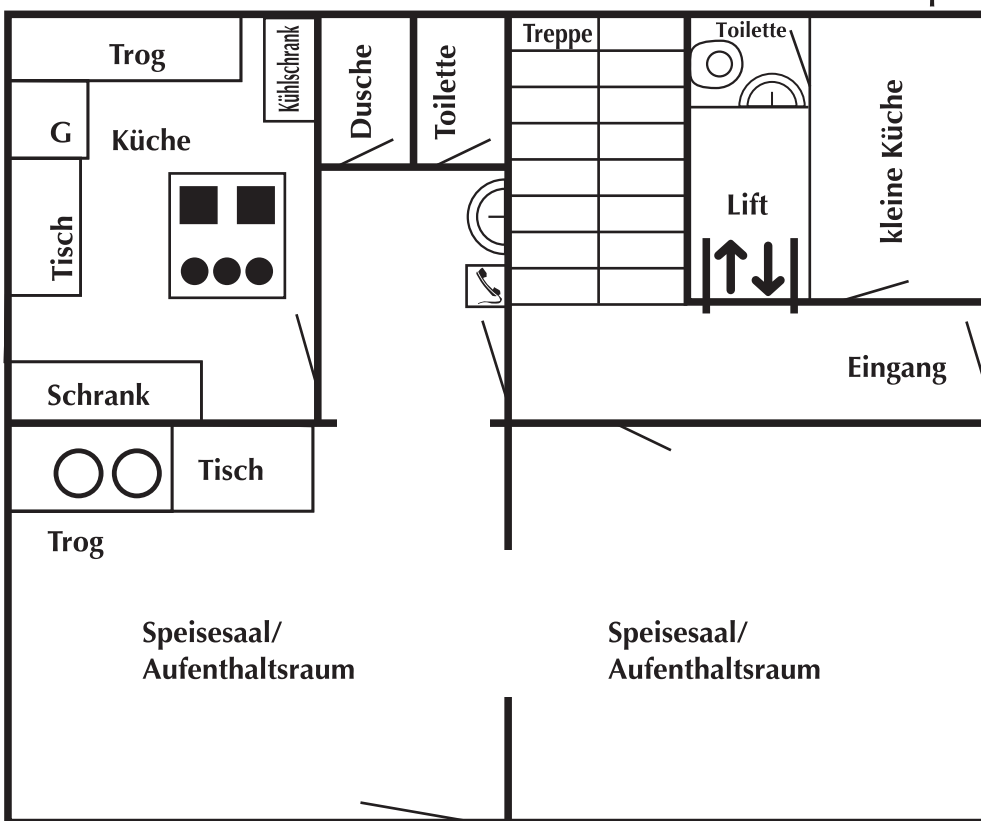 Trog
Kühlschrank
Dusche
Toilette
Treppe
Toilette
kleine Küche
G
Küche
Tisch
Lift
Schrank
Eingang
Tisch
Trog
Speisesaal/
Aufenthaltsraum
Speisesaal/
Aufenthaltsraum